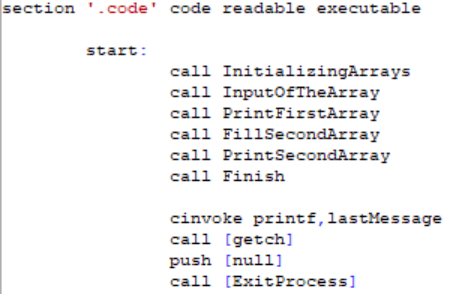 section '.code' code readable executable
start:
call InitializingArrays
call InputOfTheArray
call PrintFirstArray
call FillSecondArray
call PrintSecondArray
call Finish
cinvoke printf,lastMessage
call [getch]
push [null]
call [ExitProcess]